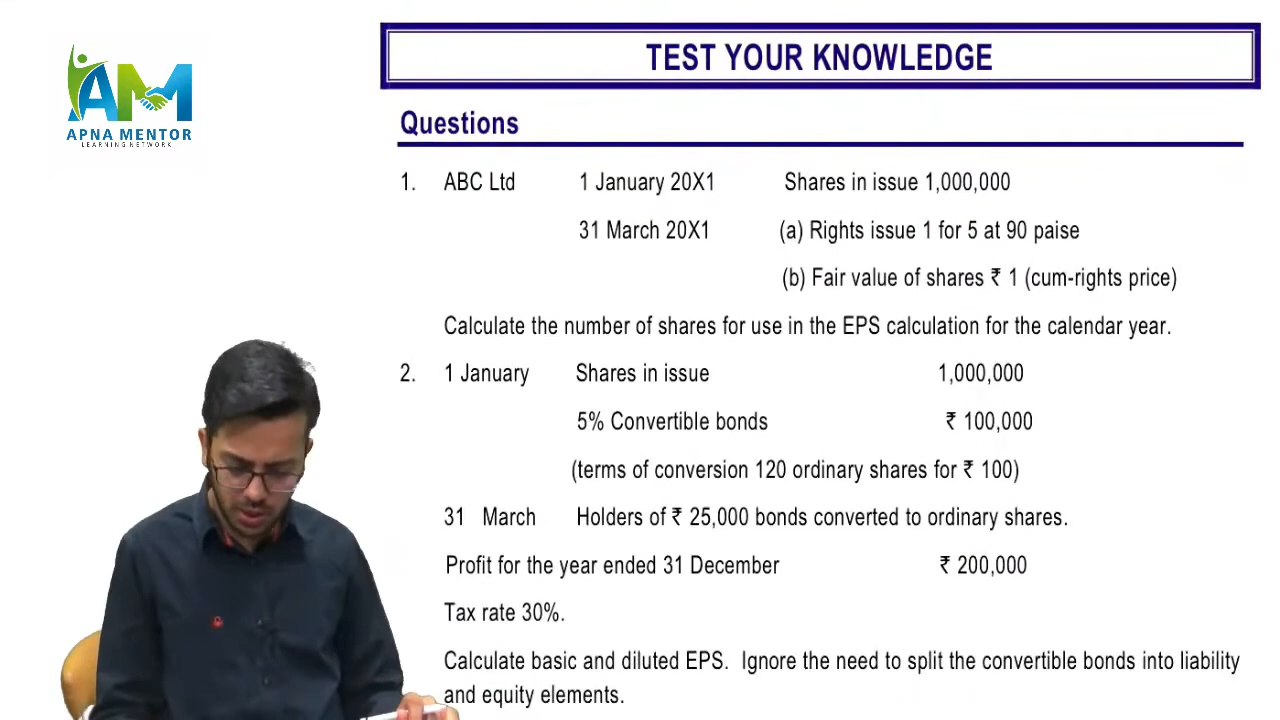 AM
APNA MENTOR
LEARNING NETWORK
TEST YOUR KNOWLEDGE
Questions
1. ABC Ltd 1 January 20X1 Shares in issue 1,000,000
31 March 20X1 (a) Rights issue 1 for 5 at 90 paise
(b) Fair value of shares ₹ 1 (cum-rights price)
Calculate the number of shares for use in the EPS calculation for the calendar year.
2. 1 January Shares in issue 1,000,000
5% Convertible bonds ₹ 100,000
(terms of conversion 120 ordinary shares for ₹ 100)
31 March Holders of ₹ 25,000 bonds converted to ordinary shares.
Profit for the year ended 31 December ₹ 200,000
Tax rate 30%.
Calculate basic and diluted EPS. Ignore the need to split the convertible bonds into liability
and equity elements.